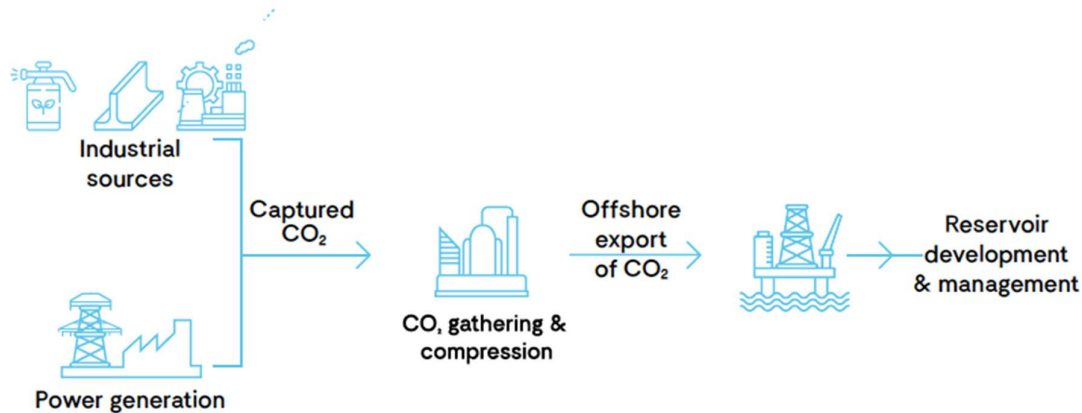 Industrial
sources
Captured
CO₂
Power generation
CO, gathering &
compression
Offshore
export
of CO₂
Reservoir
development
& management